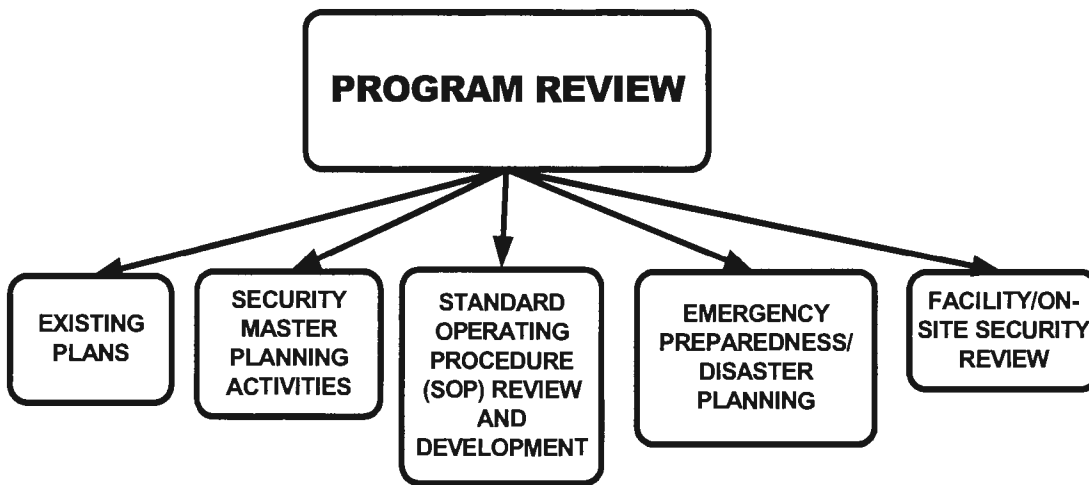 PROGRAM REVIEW
EXISTING
PLANS
SECURITY
MASTER
PLANNING
ACTIVITIES
STANDARD
OPERATING
PROCEDURE
(SOP) REVIEW
AND
DEVELOPMENT
EMERGENCY
PREPAREDNESS/
DISASTER
PLANNING
FACILITY/ON-
SITE SECURITY
REVIEW